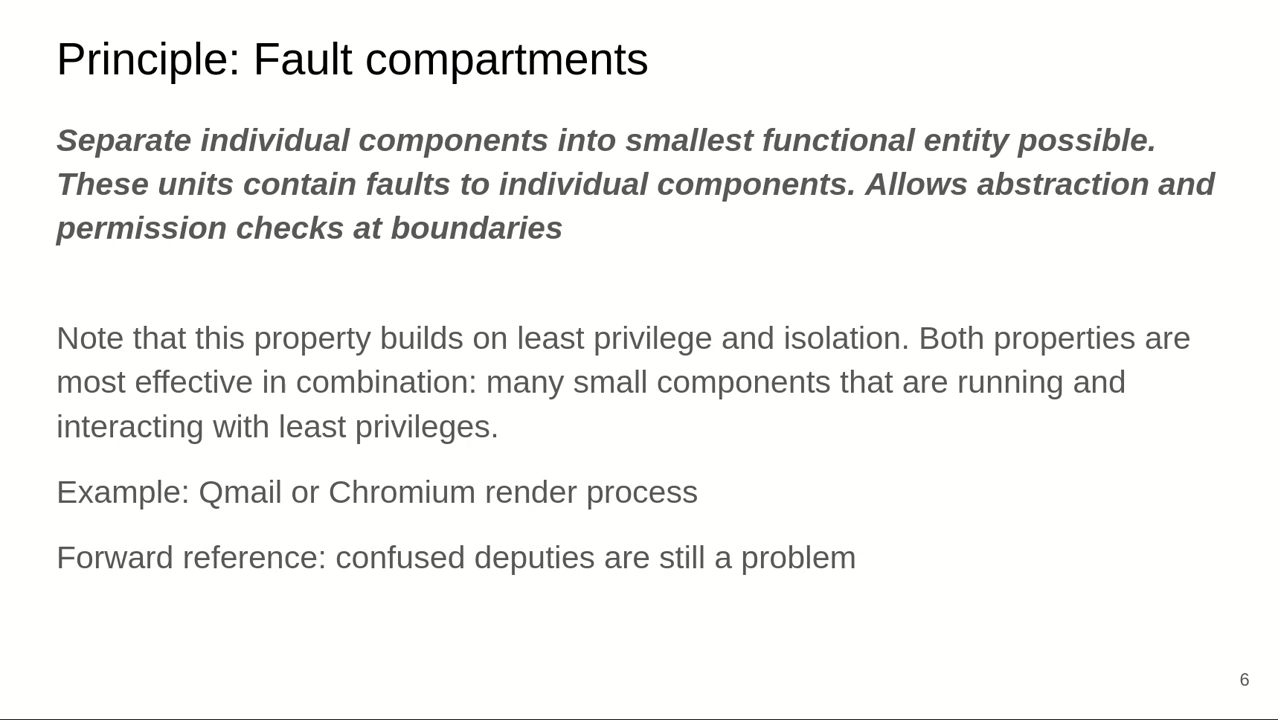 Principle: Fault compartments
Separate individual components into smallest functional entity possible.
These units contain faults to individual components. Allows abstraction and
permission checks at boundaries
Note that this property builds on least privilege and isolation. Both properties are
most effective in combination: many small components that are running and
interacting with least privileges.
Example: Qmail or Chromium render process
Forward reference: confused deputies are still a problem
6